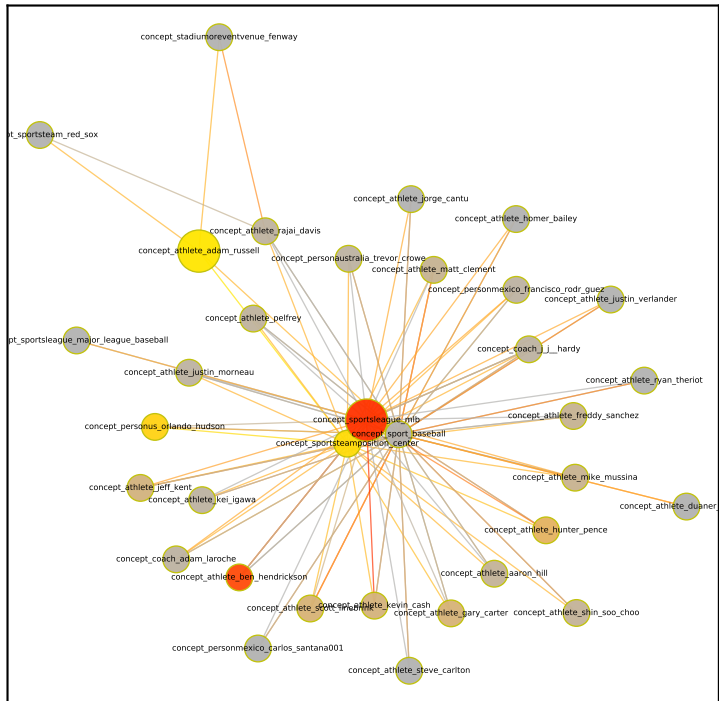 concept_stadiumoreventvenue_fenway
pt_sportsteam_red_sox
concept_athlete_jorge_cantu
concept_athlete_homer_bailey
concept_athlete_rajai_davis
concept_athlete_adam_russell
concept_personaustralia_trevor_crowe
concept_athlete_matt_clement
concept_personmexico_francisco_rodr_guez
concept_athlete_justin_verlander
concept_athlete_pelfrey
pt_sportsleague_major_league_baseball
concept_coach_j_j__hardy
concept_athlete_justin_morneau
concept_athlete_ryan_theriot
concept_personus_orlando_hudson
concept_sportsleague_mlb
concept_athlete_freddy_sanchez
concept_sport_baseball
concept_sportsteamposition_center
concept_athlete_jeff_kent
concept_athlete_mike_mussina
concept_athlete_kei_igawa
concept_athlete_duaner_
concept_athlete_hunter_pence
concept_coach_adam_laroche
concept_athlete_ben_hendrickson
concept_athlete_aaron_hill
concept_athlete_kevin_cash
concept_athlete_gary_carter
concept_athlete_shin_soo_choo
concept_personmexico_carlos_santana001
concept_athlete_steve_carlton